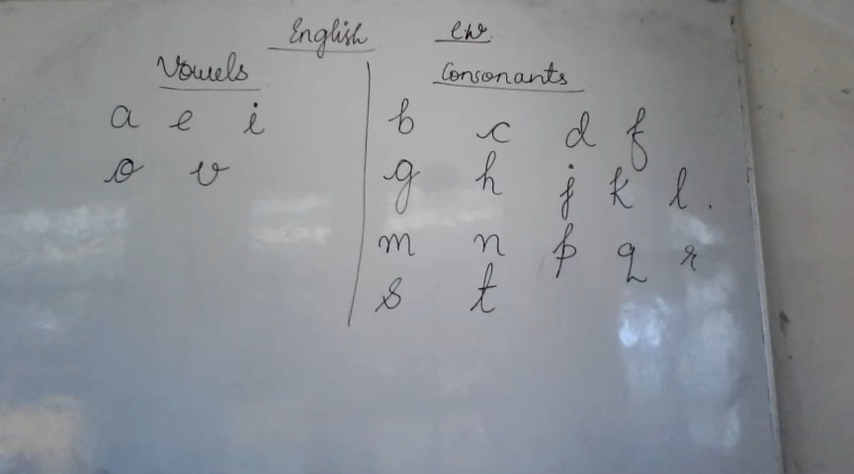 English cw.
Vowels
Consonants
a e i
b c d f
o u
g h j k l.
m n p q r
s t